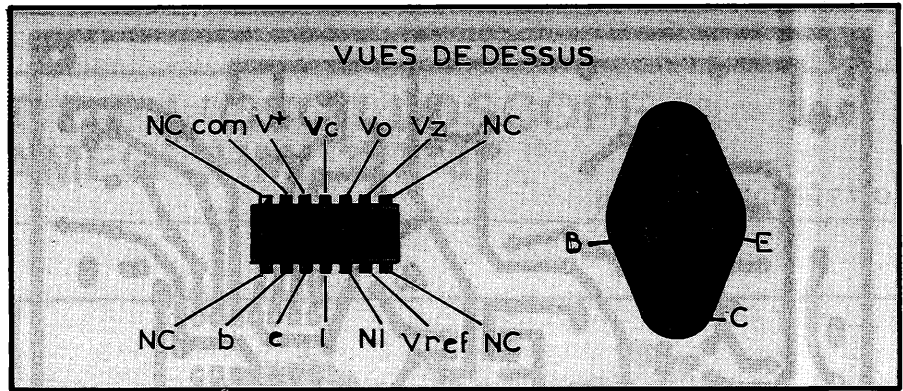 VUES DE DESSUS
NC com V+ Vc Vo Vz NC
B E
C
NC b e I NI Vref NC